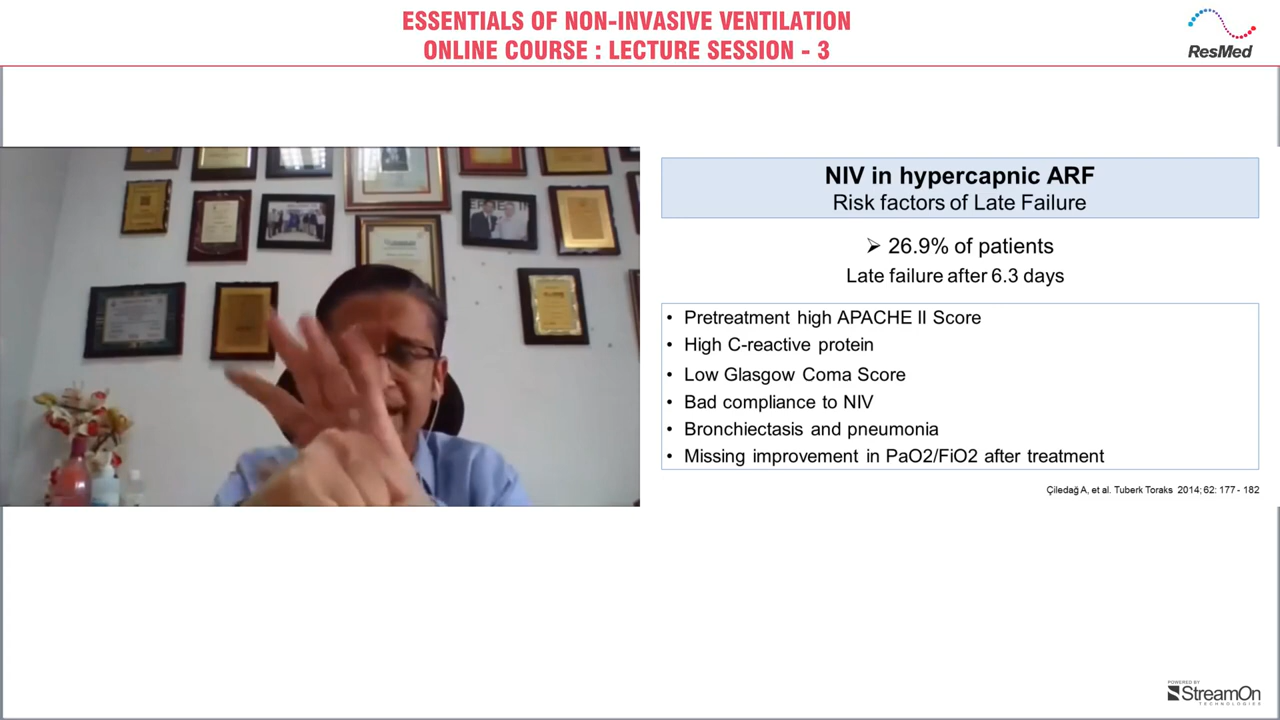 ESSENTIALS OF NON-INVASIVE VENTILATION
ONLINE COURSE : LECTURE SESSION - 3
ResMed
NIV in hypercapnic ARF
Risk factors of Late Failure
➢ 26.9% of patients
Late failure after 6.3 days
• Pretreatment high APACHE II Score
• High C-reactive protein
• Low Glasgow Coma Score
• Bad compliance to NIV
• Bronchiectasis and pneumonia
• Missing improvement in PaO2/FiO2 after treatment
Çiledağ A, et al. Tuberk Toraks 2014; 62: 177 - 182
POWERED BY
StreamOn
TECHNOLOGIES